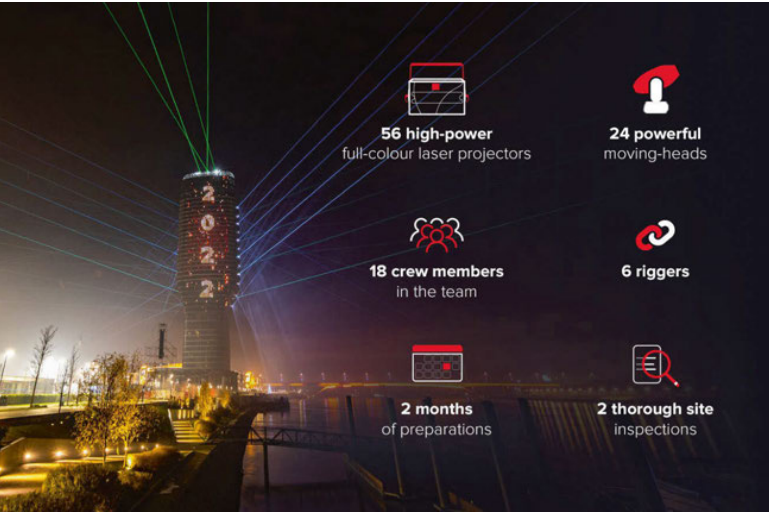 2
0
2
2
56 high-power
full-colour laser projectors
24 powerful
moving-heads
18 crew members
in the team
6 riggers
2 months
of preparations
2 thorough site
inspections